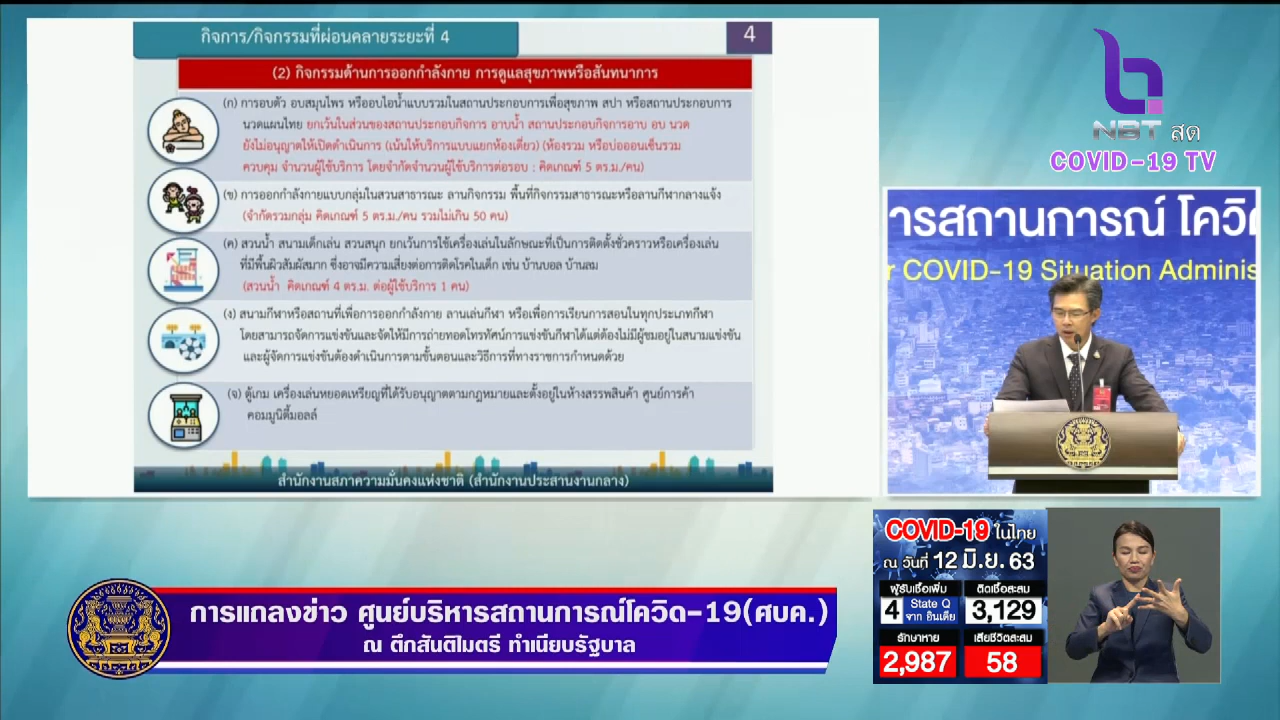 กิจการ/กิจกรรมที่ผ่อนคลายระยะที่ 4
4
(2) กิจกรรมด้านการออกกำลังกาย การดูแลสุขภาพหรือสันทนาการ
(ก) การอบตัว อบสมุนไพร หรืออบไอน้ำแบบรวมในสถานประกอบการเพื่อสุขภาพ สปา หรือสถานประกอบการ
นวดแผนไทย ยกเว้นในส่วนของสถานประกอบกิจการ อาบน้ำ สถานประกอบกิจการอาบ อบ นวด
ยังไม่อนุญาตให้เปิดดำเนินการ (เน้นให้บริการแบบแยกห้องเดี่ยว) (ห้องรวม หรือบ่อออนเซ็นรวม
ควบคุม จำนวนผู้ใช้บริการ โดยจำกัดจำนวนผู้ใช้บริการต่อรอบ : คิดเกณฑ์ 5 ตร.ม./คน)
(ข) การออกกำลังกายแบบกลุ่มในสวนสาธารณะ ลานกิจกรรม พื้นที่กิจกรรมสาธารณะหรือลานกีฬากลางแจ้ง
(จำกัดรวมกลุ่ม คิดเกณฑ์ 5 ตร.ม./คน รวมไม่เกิน 50 คน)
(ค) สวนน้ำ สนามเด็กเล่น สวนสนุก ยกเว้นการใช้เครื่องเล่นในลักษณะที่เป็นการติดตั้งชั่วคราวหรือเครื่องเล่น
ที่มีพื้นผิวสัมผัสมาก ซึ่งอาจมีความเสี่ยงต่อการติดโรคในเด็ก เช่น บ้านบอล บ้านลม
(สวนน้ำ คิดเกณฑ์ 4 ตร.ม. ต่อผู้ใช้บริการ 1 คน)
(ง) สนามกีฬาหรือสถานที่เพื่อการออกกำลังกาย ลานเล่นกีฬา หรือเพื่อการเรียนการสอนในทุกประเภทกีฬา
โดยสามารถจัดการแข่งขันและจัดให้มีการถ่ายทอดโทรทัศน์การแข่งขันกีฬาได้แต่ต้องไม่มีผู้ชมอยู่ในสนามแข่งขัน
และผู้จัดการแข่งขันต้องดำเนินการตามขั้นตอนและวิธีการที่ทางราชการกำหนดด้วย
(จ) ตู้เกม เครื่องเล่นหยอดเหรียญที่ได้รับอนุญาตตามกฎหมายและตั้งอยู่ในห้างสรรพสินค้า ศูนย์การค้า
คอมมูนิตี้มอลล์
สำนักงานสภาความมั่นคงแห่งชาติ (สำนักงานประสานงานกลาง)
NBT สด
COVID-19 TV
ารสถานการณ์ โควิด
r COVID-19 Situation Adminis
COVID-19 ในไทย
ณ วันที่ 12 มิ.ย. 63
ผู้รับเชื้อเพิ่ม
ติดเชื้อสะสม
4 State Q จาก อินเดีย
3,129
รักษาหาย
เสียชีวิตสะสม
2,987
58
การแถลงข่าว ศูนย์บริหารสถานการณ์โควิด-19(ศบค.)
ณ ตึกสันติไมตรี ทำเนียบรัฐบาล